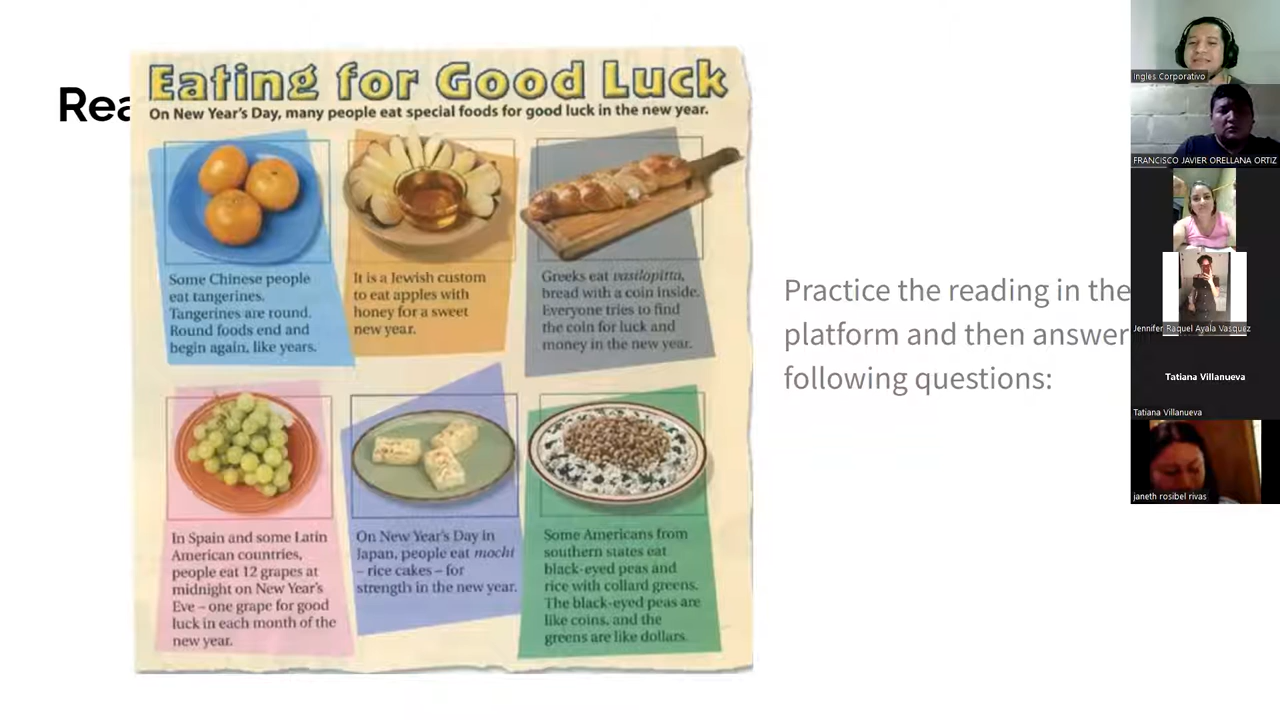 Rea
Eating for Good Luck
On New Year's Day, many people eat special foods for good luck in the new year.
Some Chinese people
eat tangerines.
Tangerines are round.
Round foods end and
begin again, like years.
It is a Jewish custom
to eat apples with
honey for a sweet
new year.
Greeks eat vasilopitta,
bread with a coin inside.
Everyone tries to find
the coin for luck and
money in the new year.
In Spain and some Latin
American countries,
people eat 12 grapes at
midnight on New Year's
Eve – one grape for good
luck in each month of the
new year.
On New Year's Day in
Japan, people eat mochi
– rice cakes – for
strength in the new year.
Some Americans from
southern states eat
black-eyed peas and
rice with collard greens.
The black-eyed peas are
like coins, and the
greens are like dollars.
Practice the reading in the
platform and then answer
following questions:
Ingles Corporativo
FRANCISCO JAVIER ORELLANA ORTIZ
Jennifer Raquel Ayala Vasquez
Tatiana Villanueva
Tatiana Villanueva
janeth rosibel rivas